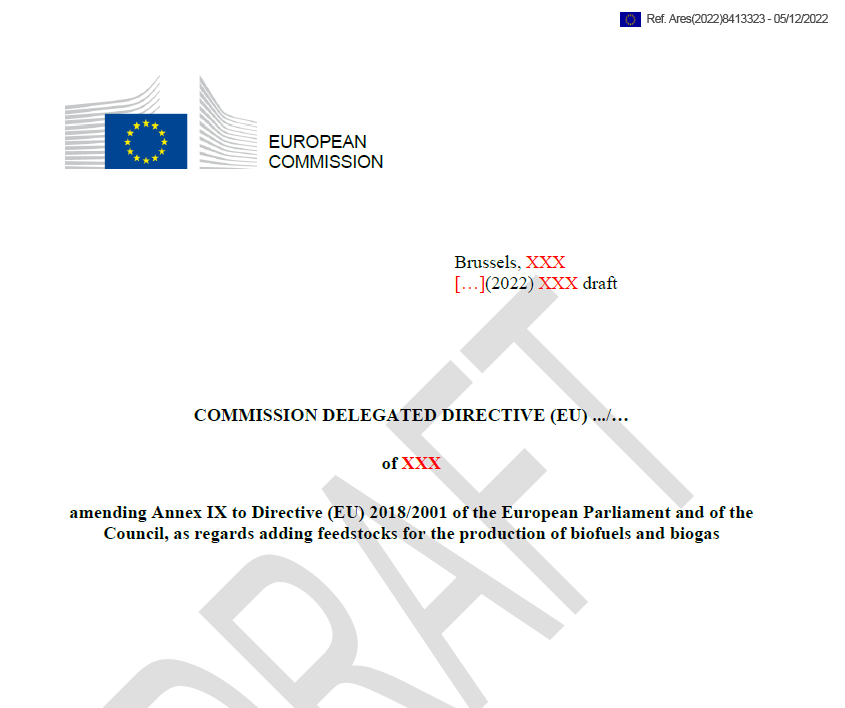 Ref. Ares(2022)8413323 - 05/12/2022
EUROPEAN
COMMISSION
Brussels, XXX
[…](2022) XXX draft
COMMISSION DELEGATED DIRECTIVE (EU) .../…
of XXX
amending Annex IX to Directive (EU) 2018/2001 of the European Parliament and of the
Council, as regards adding feedstocks for the production of biofuels and biogas
DRAFT